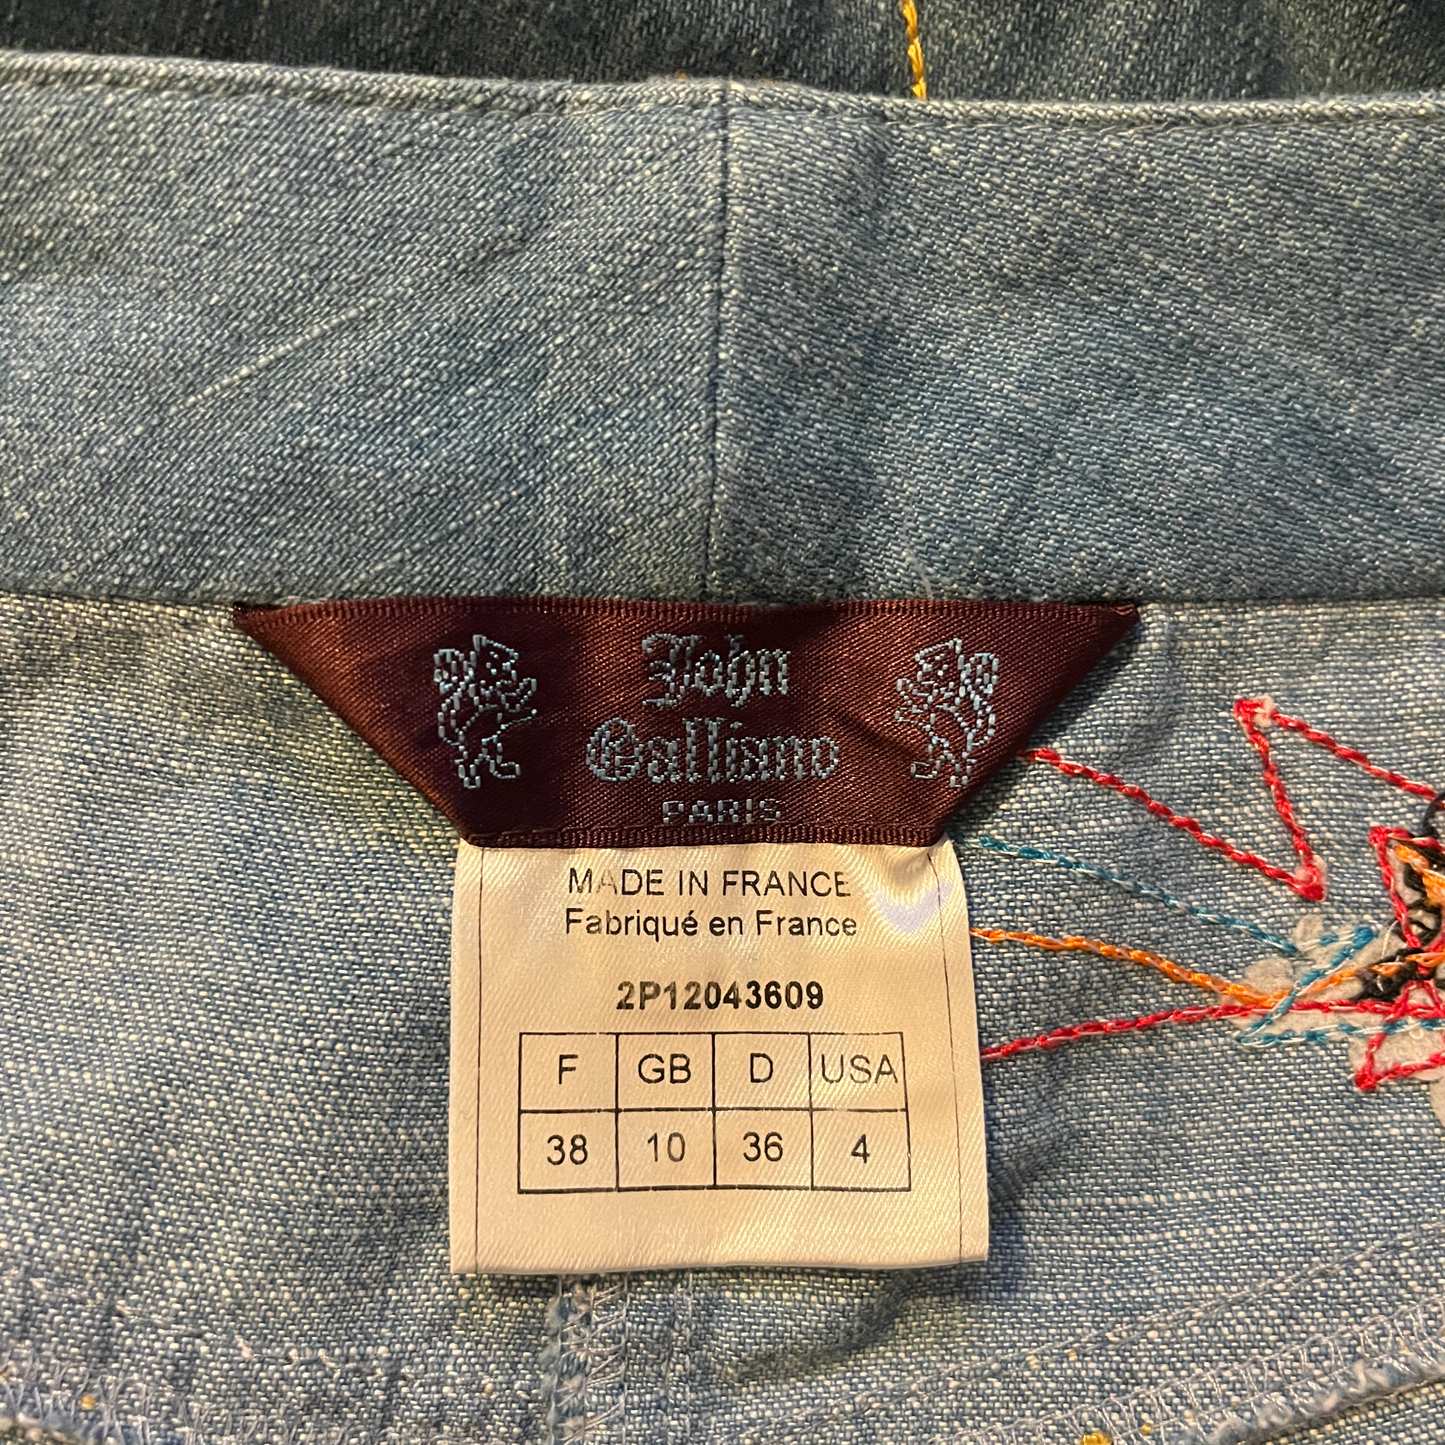 John
Galliano
PARIS
MADE IN FRANCE
Fabriqué en France
2P12043609
F GB D USA
38 10 36 4